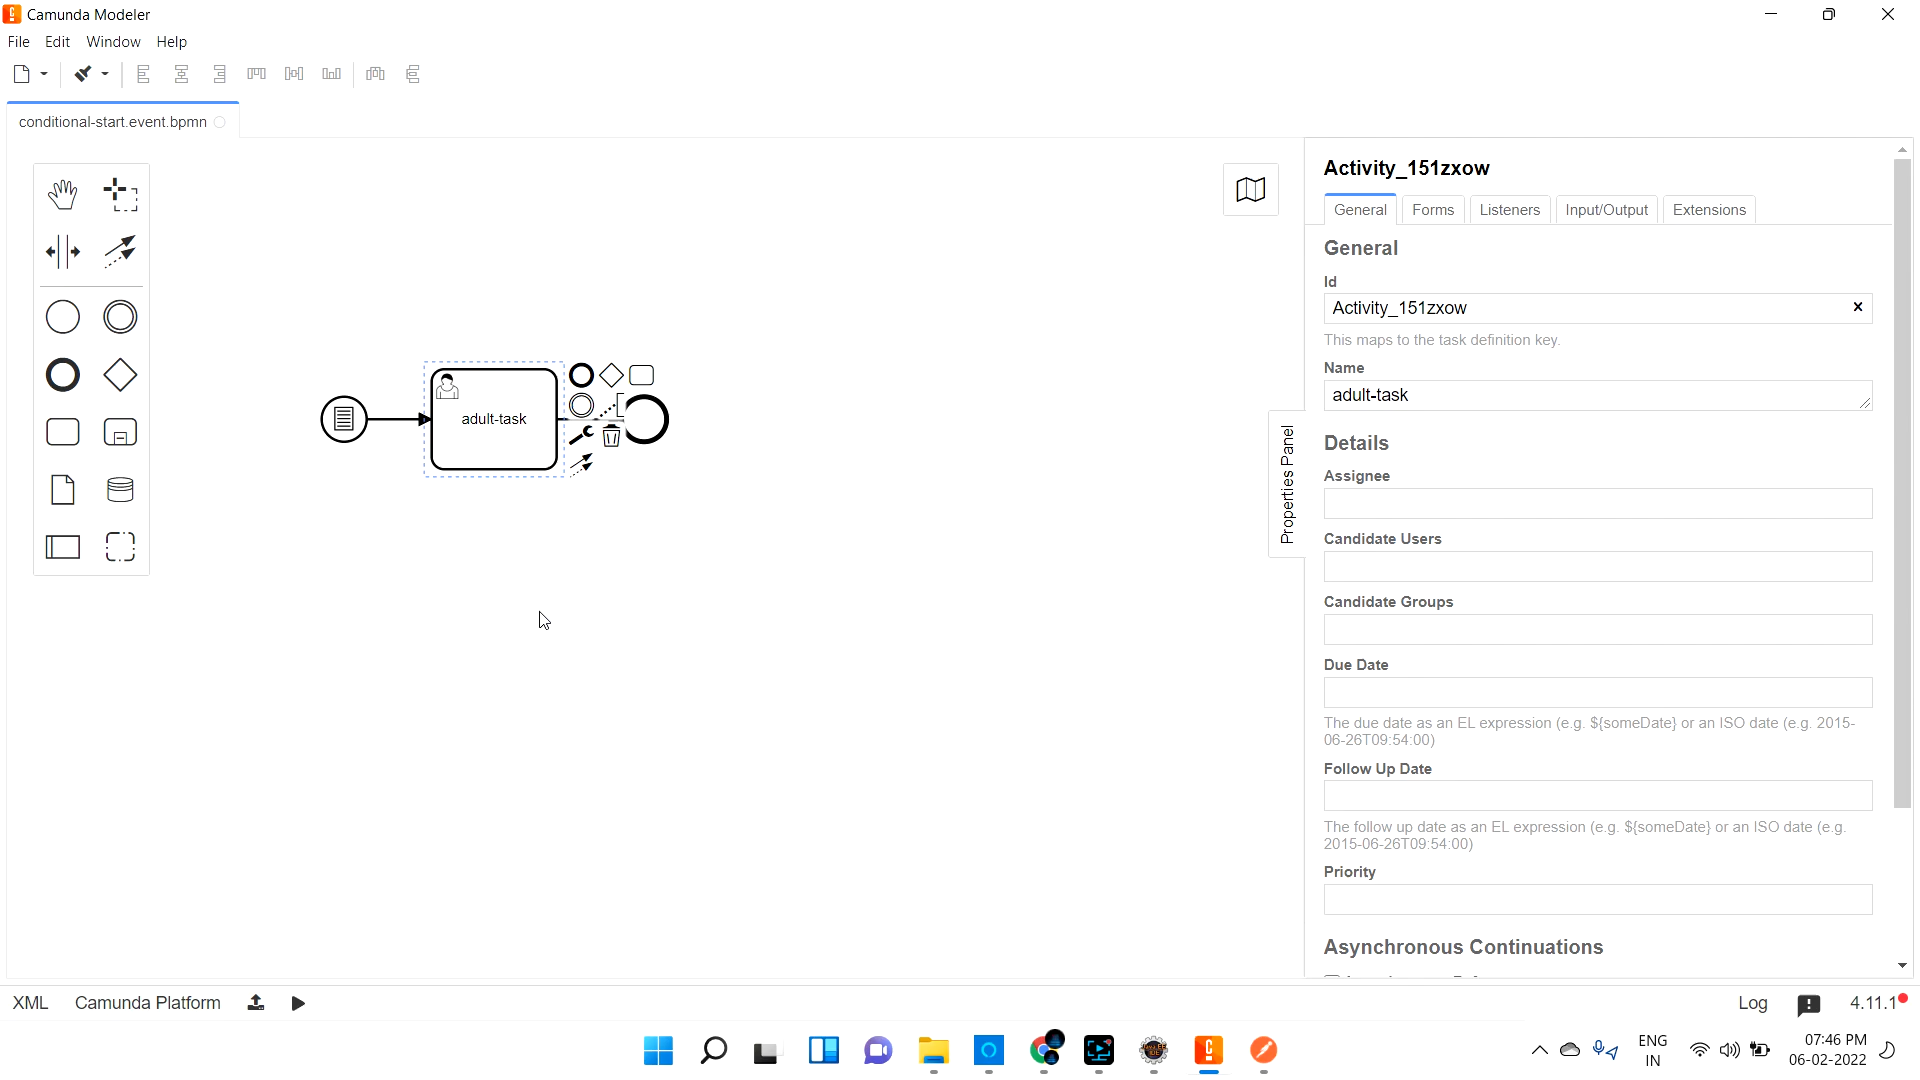 Camunda Modeler
File Edit Window Help
conditional-start.event.bpmn
adult-task
Properties Panel
Activity_151zxow
General Forms Listeners Input/Output Extensions
General
Id
Activity_151zxow
This maps to the task definition key.
Name
adult-task
Details
Assignee
Candidate Users
Candidate Groups
Due Date
The due date as an EL expression (e.g. ${someDate} or an ISO date (e.g. 2015-
06-26T09:54:00)
Follow Up Date
The follow up date as an EL expression (e.g. ${someDate} or an ISO date (e.g.
2015-06-26T09:54:00)
Priority
Asynchronous Continuations
XML Camunda Platform Log 4.11.1
ENG
IN
07:46 PM
06-02-2022